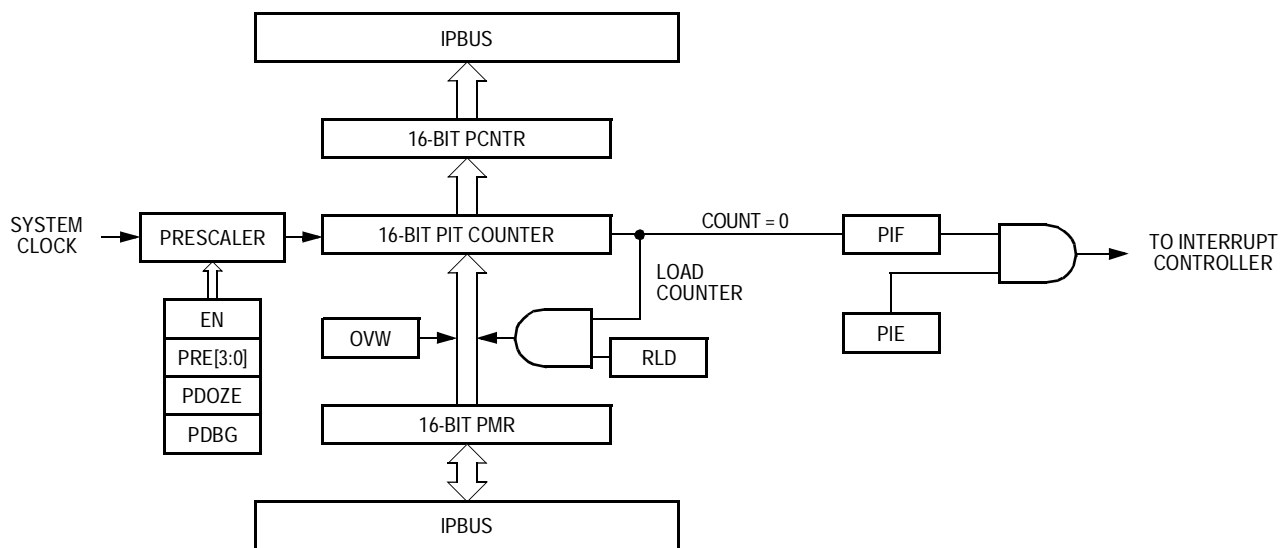 IPBUS
16-BIT PCNTR
SYSTEM
CLOCK
PRESCALER
16-BIT PIT COUNTER
COUNT = 0
PIF
TO INTERRUPT
CONTROLLER
LOAD
COUNTER
EN
PRE[3:0]
PDOZE
PDBG
OVW
RLD
PIE
16-BIT PMR
IPBUS